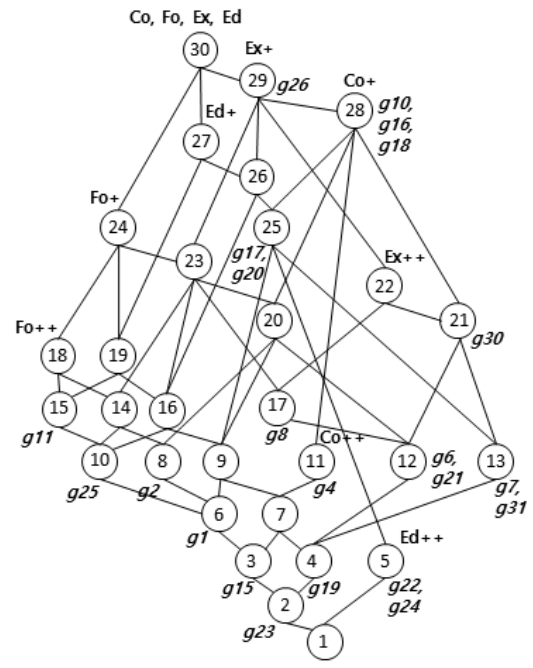 Co, Fo, Ex, Ed
30
Ex+
29
g26
Co+
28
g10,
g16,
g18
Ed+
27
26
Fo+
24
25
g17,
g20
23
Ex++
22
20
21
g30
Fo++
18
19
15
g11
14
16
17
g8
Co++
10
g25
8
g2
9
11
g4
12
g6,
g21
13
g7,
g31
6
g1
7
Ed++
3
g15
4
g19
5
g22,
g24
2
g23
1